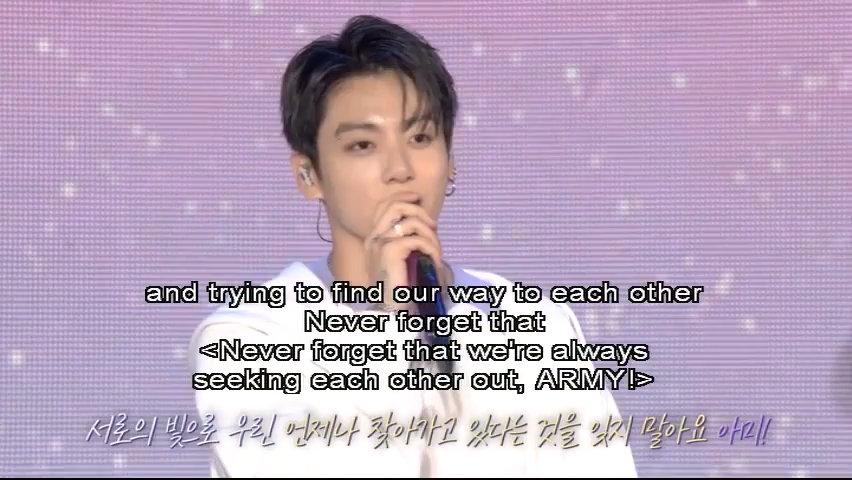 and trying to find our way to each other
Never forget that
<Never forget that we're always
seeking each other out, ARMY!>
서로의 빛으로 우린 언제나 찾아가고 있다는 것을 잊지 말아요 아미!